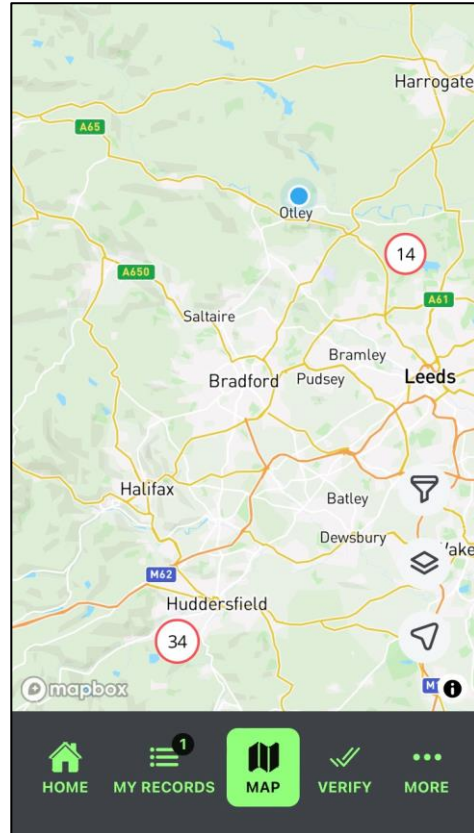 Harrogate
A65
Otley
14
A650
A61
Saltaire
Bramley
Bradford
Pudsey
Leeds
Halifax
Batley
Dewsbury
Wake
M62
Huddersfield
34
mapbox
1
HOME
MY RECORDS
MAP
VERIFY
MORE